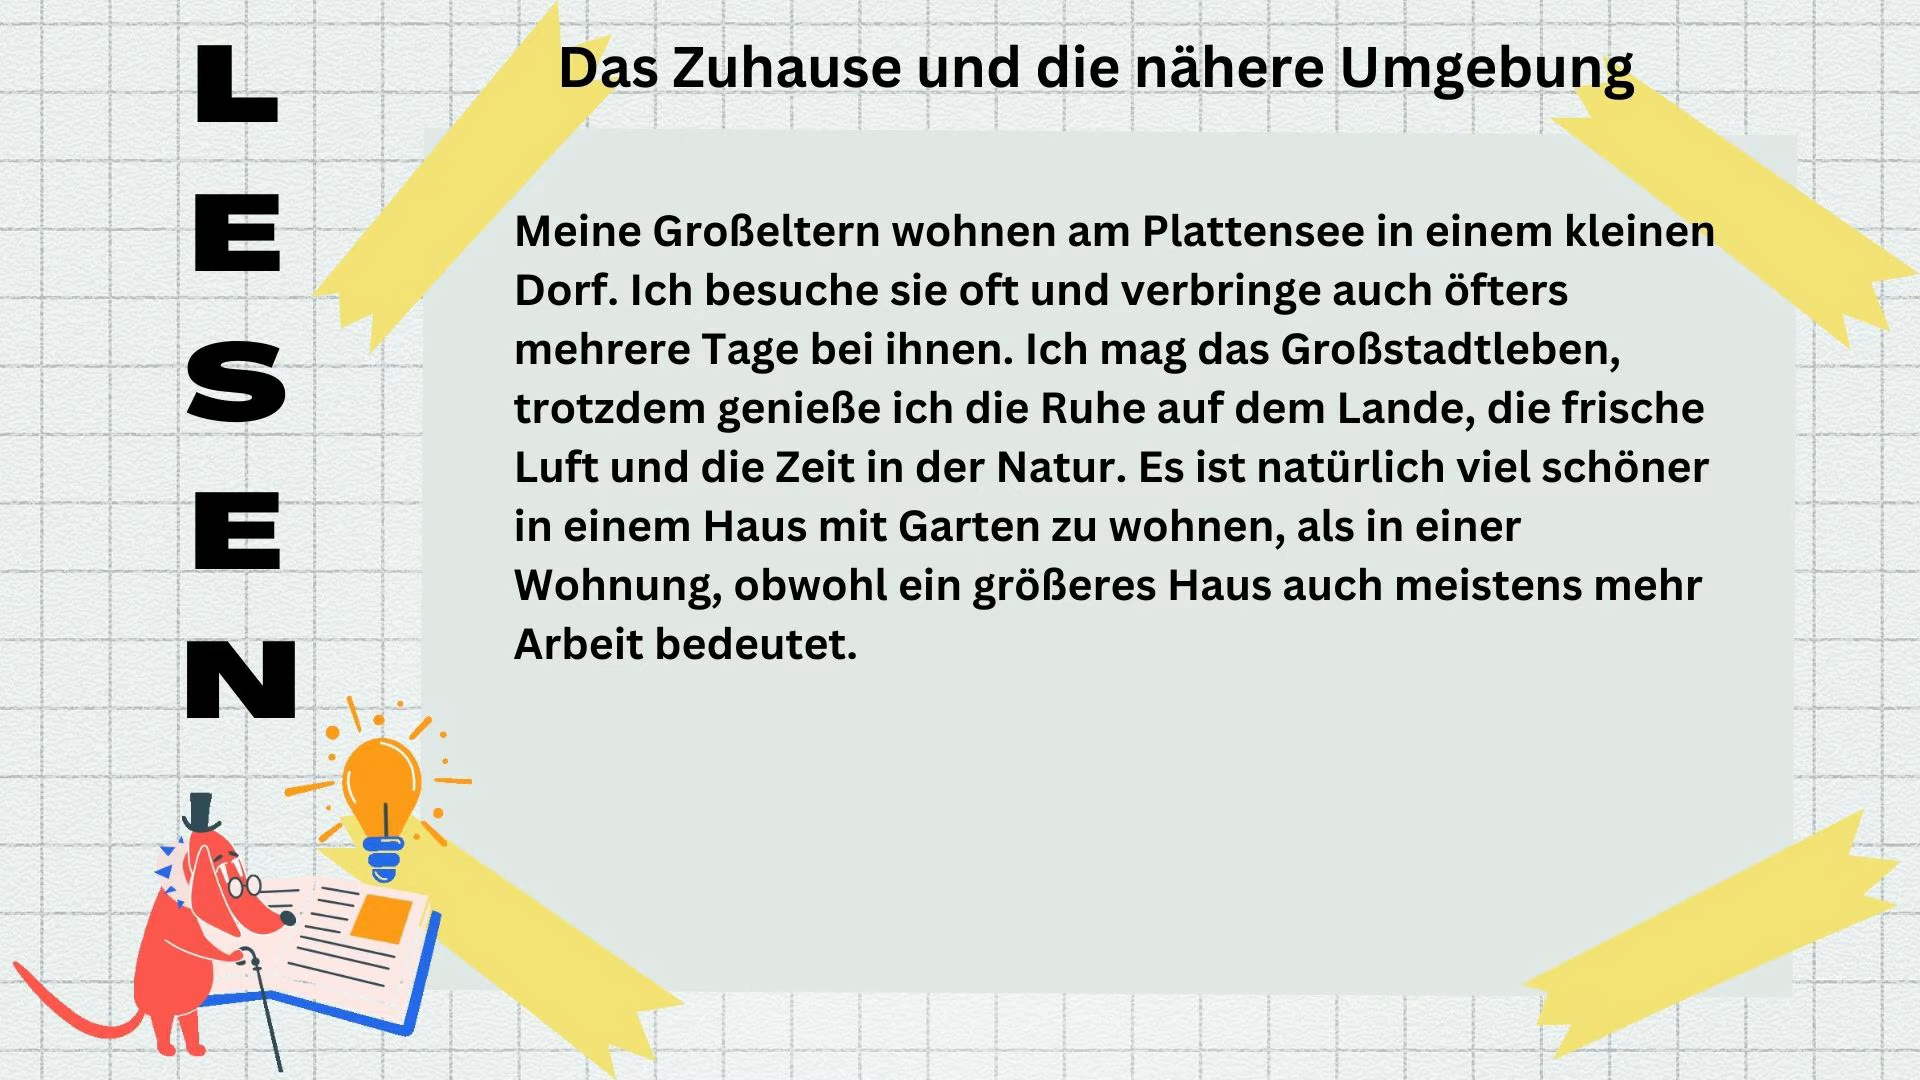 LESEN
Das Zuhause und die nähere Umgebung
Meine Großeltern wohnen am Plattensee in einem kleinen
Dorf. Ich besuche sie oft und verbringe auch öfters
mehrere Tage bei ihnen. Ich mag das Großstadtleben,
trotzdem genieße ich die Ruhe auf dem Lande, die frische
Luft und die Zeit in der Natur. Es ist natürlich viel schöner
in einem Haus mit Garten zu wohnen, als in einer
Wohnung, obwohl ein größeres Haus auch meistens mehr
Arbeit bedeutet.